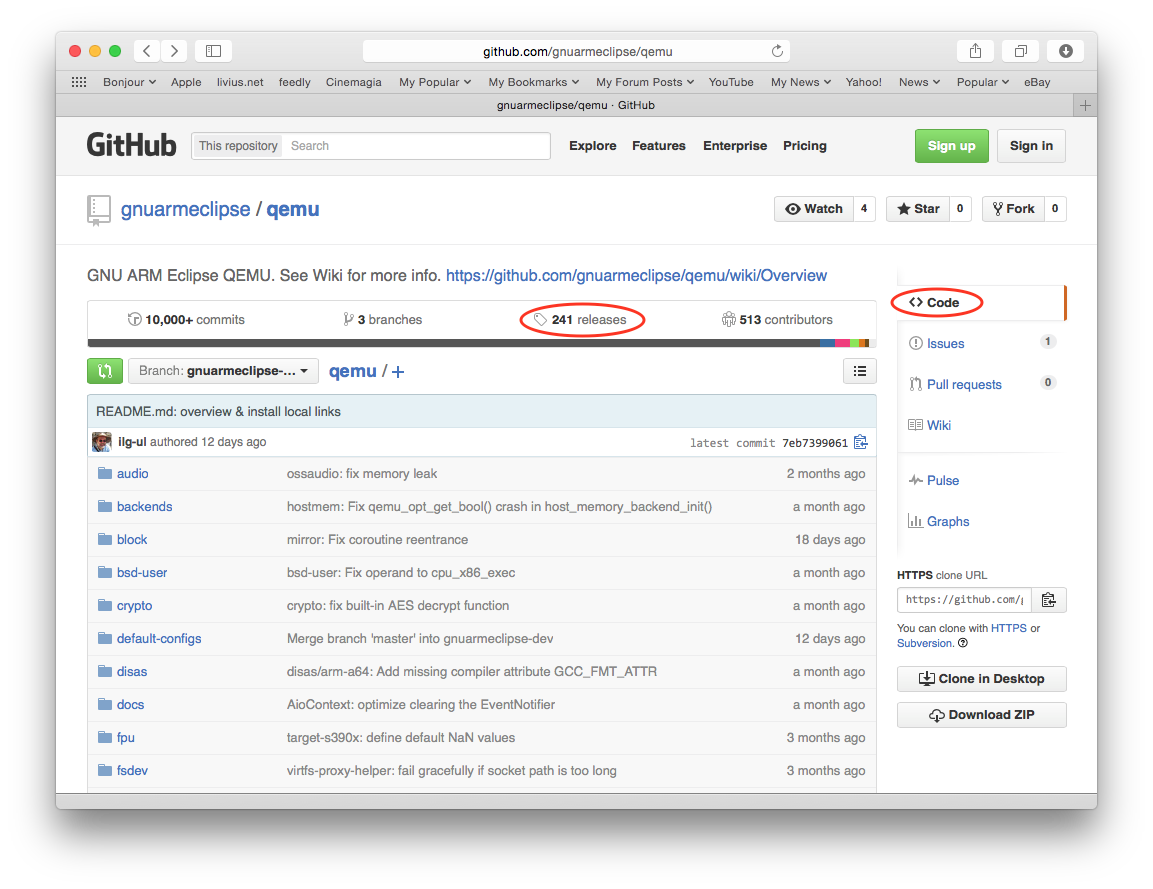 github.com/gnuarmeclipse/qemu
Bonjour Apple livius.net feedly Cinemagia My Popular My Bookmarks My Forum Posts YouTube My News Yahoo! News Popular eBay
gnuarmeclipse/qemu · GitHub
GitHub This repository Search Explore Features Enterprise Pricing Sign up Sign in
gnuarmeclipse / qemu Watch 4 Star 0 Fork 0
GNU ARM Eclipse QEMU. See Wiki for more info. https://github.com/gnuarmeclipse/qemu/wiki/Overview
10,000+ commits 3 branches 241 releases 513 contributors
Branch: gnuarmeclipse-... qemu / +
README.md: overview & install local links
ilg-ul authored 12 days ago latest commit 7eb7399061
audio ossaudio: fix memory leak 2 months ago
backends hostmem: Fix qemu_opt_get_bool() crash in host_memory_backend_init() a month ago
block mirror: Fix coroutine reentrance 18 days ago
bsd-user bsd-user: Fix operand to cpu_x86_exec a month ago
crypto crypto: fix built-in AES decrypt function a month ago
default-configs Merge branch 'master' into gnuarmeclipse-dev 12 days ago
disas disas/arm-a64: Add missing compiler attribute GCC_FMT_ATTR a month ago
docs AioContext: optimize clearing the EventNotifier a month ago
fpu target-s390x: define default NaN values 3 months ago
fsdev virtfs-proxy-helper: fail gracefully if socket path is too long 3 months ago
Code
Issues 1
Pull requests 0
Wiki
Pulse
Graphs
HTTPS clone URL
https://github.com/
You can clone with HTTPS or
Subversion.
Clone in Desktop
Download ZIP